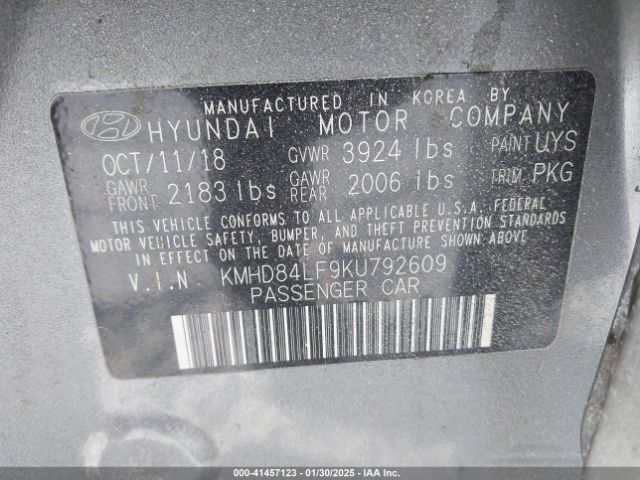 MANUFACTURED IN KOREA BY
HYUNDAI MOTOR COMPANY
OCT/11/18 GVWR 3924 lbs PAINT UYS
GAWR FRONT 2183 lbs GAWR REAR 2006 lbs TRIM PKG
THIS VEHICLE CONFORMS TO ALL APPLICABLE U.S.A. FEDERAL
MOTOR VEHICLE SAFETY, BUMPER, AND THEFT PREVENTION STANDARDS
IN EFFECT ON THE DATE OF MANUFACTURE SHOWN ABOVE
V.I.N KMHD84LF9KU792609
PASSENGER CAR
000-41457123 - 01/30/2025 - IAA Inc.